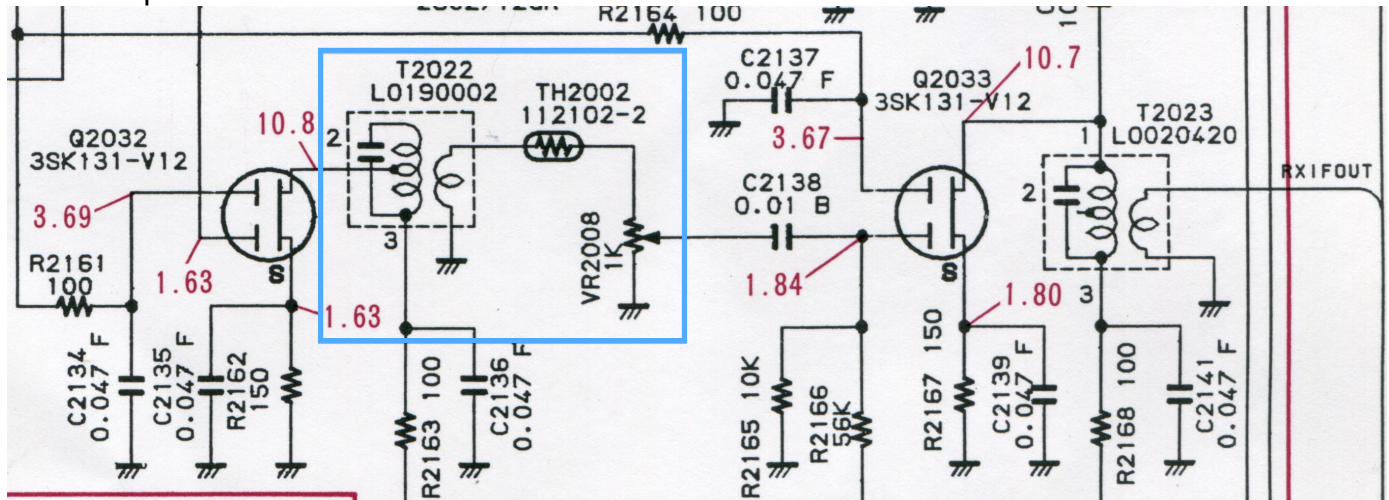 R2164 100
T2022
L0190002
TH2002
112102-2
C2137
0.047 F
Q2033
3SK131-V12
10.7
T2023
L0020420
1
2
3
RXIFOUT
Q2032
3SK131-V12
10.8
2
3
3.69
1.63
S
1.63
R2161
100
VR2008
1K
3.67
C2138
0.01 B
1.84
S
1.80
C2134
0.047 F
C2135
0.047 F
R2162
150
R2163 100
C2136
0.047 F
R2165 10K
R2166
56K
R2167 150
C2139
0.047 F
R2168 100
C2141
0.047 F